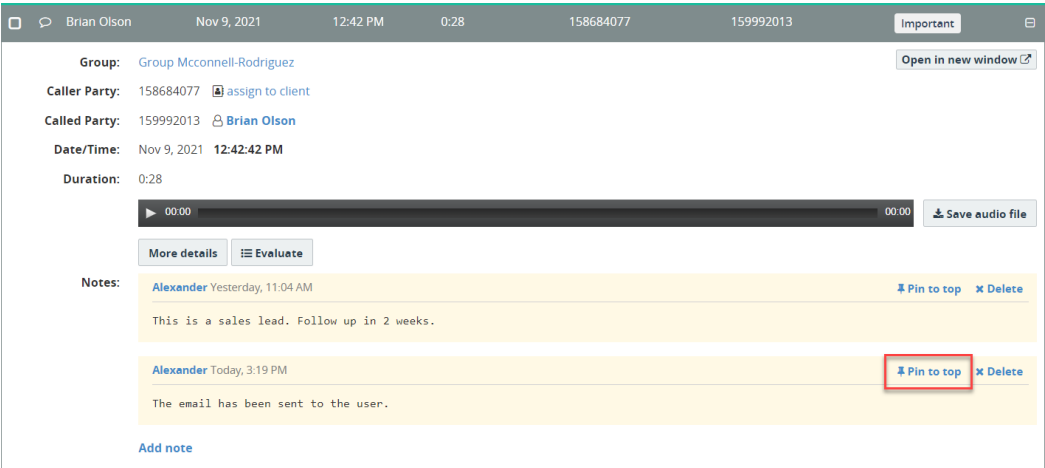 Brian Olson Nov 9, 2021 12:42 PM 0:28 158684077 159992013 Important
Open in new window
Group: Group Mcconnell-Rodriguez
Caller Party: 158684077 assign to client
Called Party: 159992013 Brian Olson
Date/Time: Nov 9, 2021 12:42:42 PM
Duration: 0:28
00:00 00:00 Save audio file
More details Evaluate
Notes: Alexander Yesterday, 11:04 AM Pin to top Delete
This is a sales lead. Follow up in 2 weeks.
Alexander Today, 3:19 PM Pin to top Delete
The email has been sent to the user.
Add note